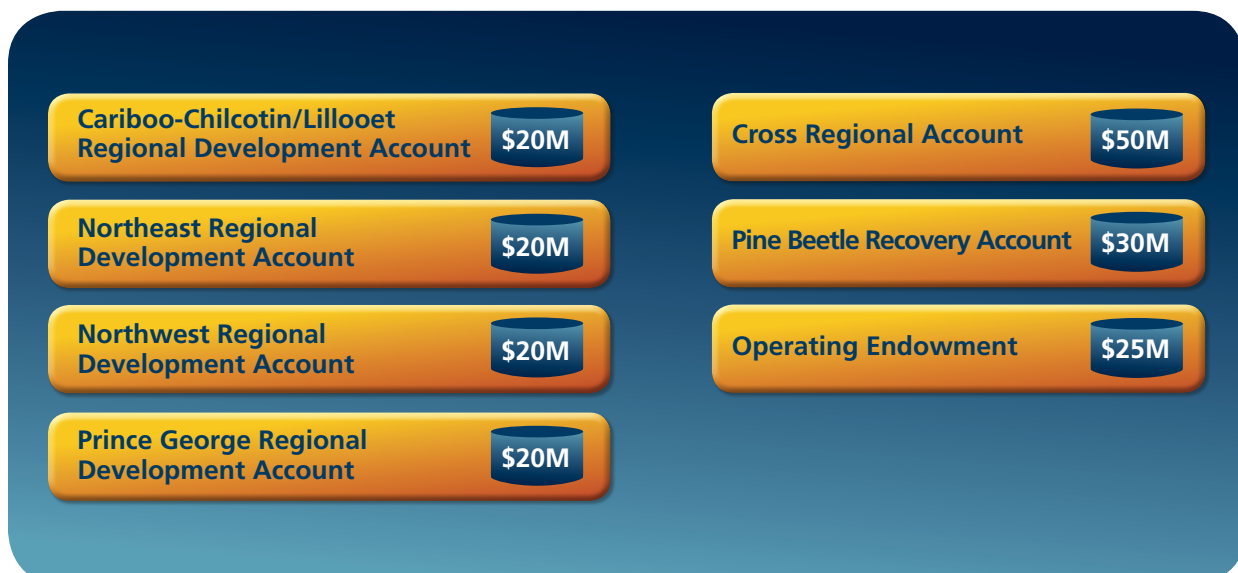 Cariboo-Chilcotin/Lillooet
Regional Development Account
$20M
Northeast Regional
Development Account
$20M
Northwest Regional
Development Account
$20M
Prince George Regional
Development Account
$20M
Cross Regional Account
$50M
Pine Beetle Recovery Account
$30M
Operating Endowment
$25M